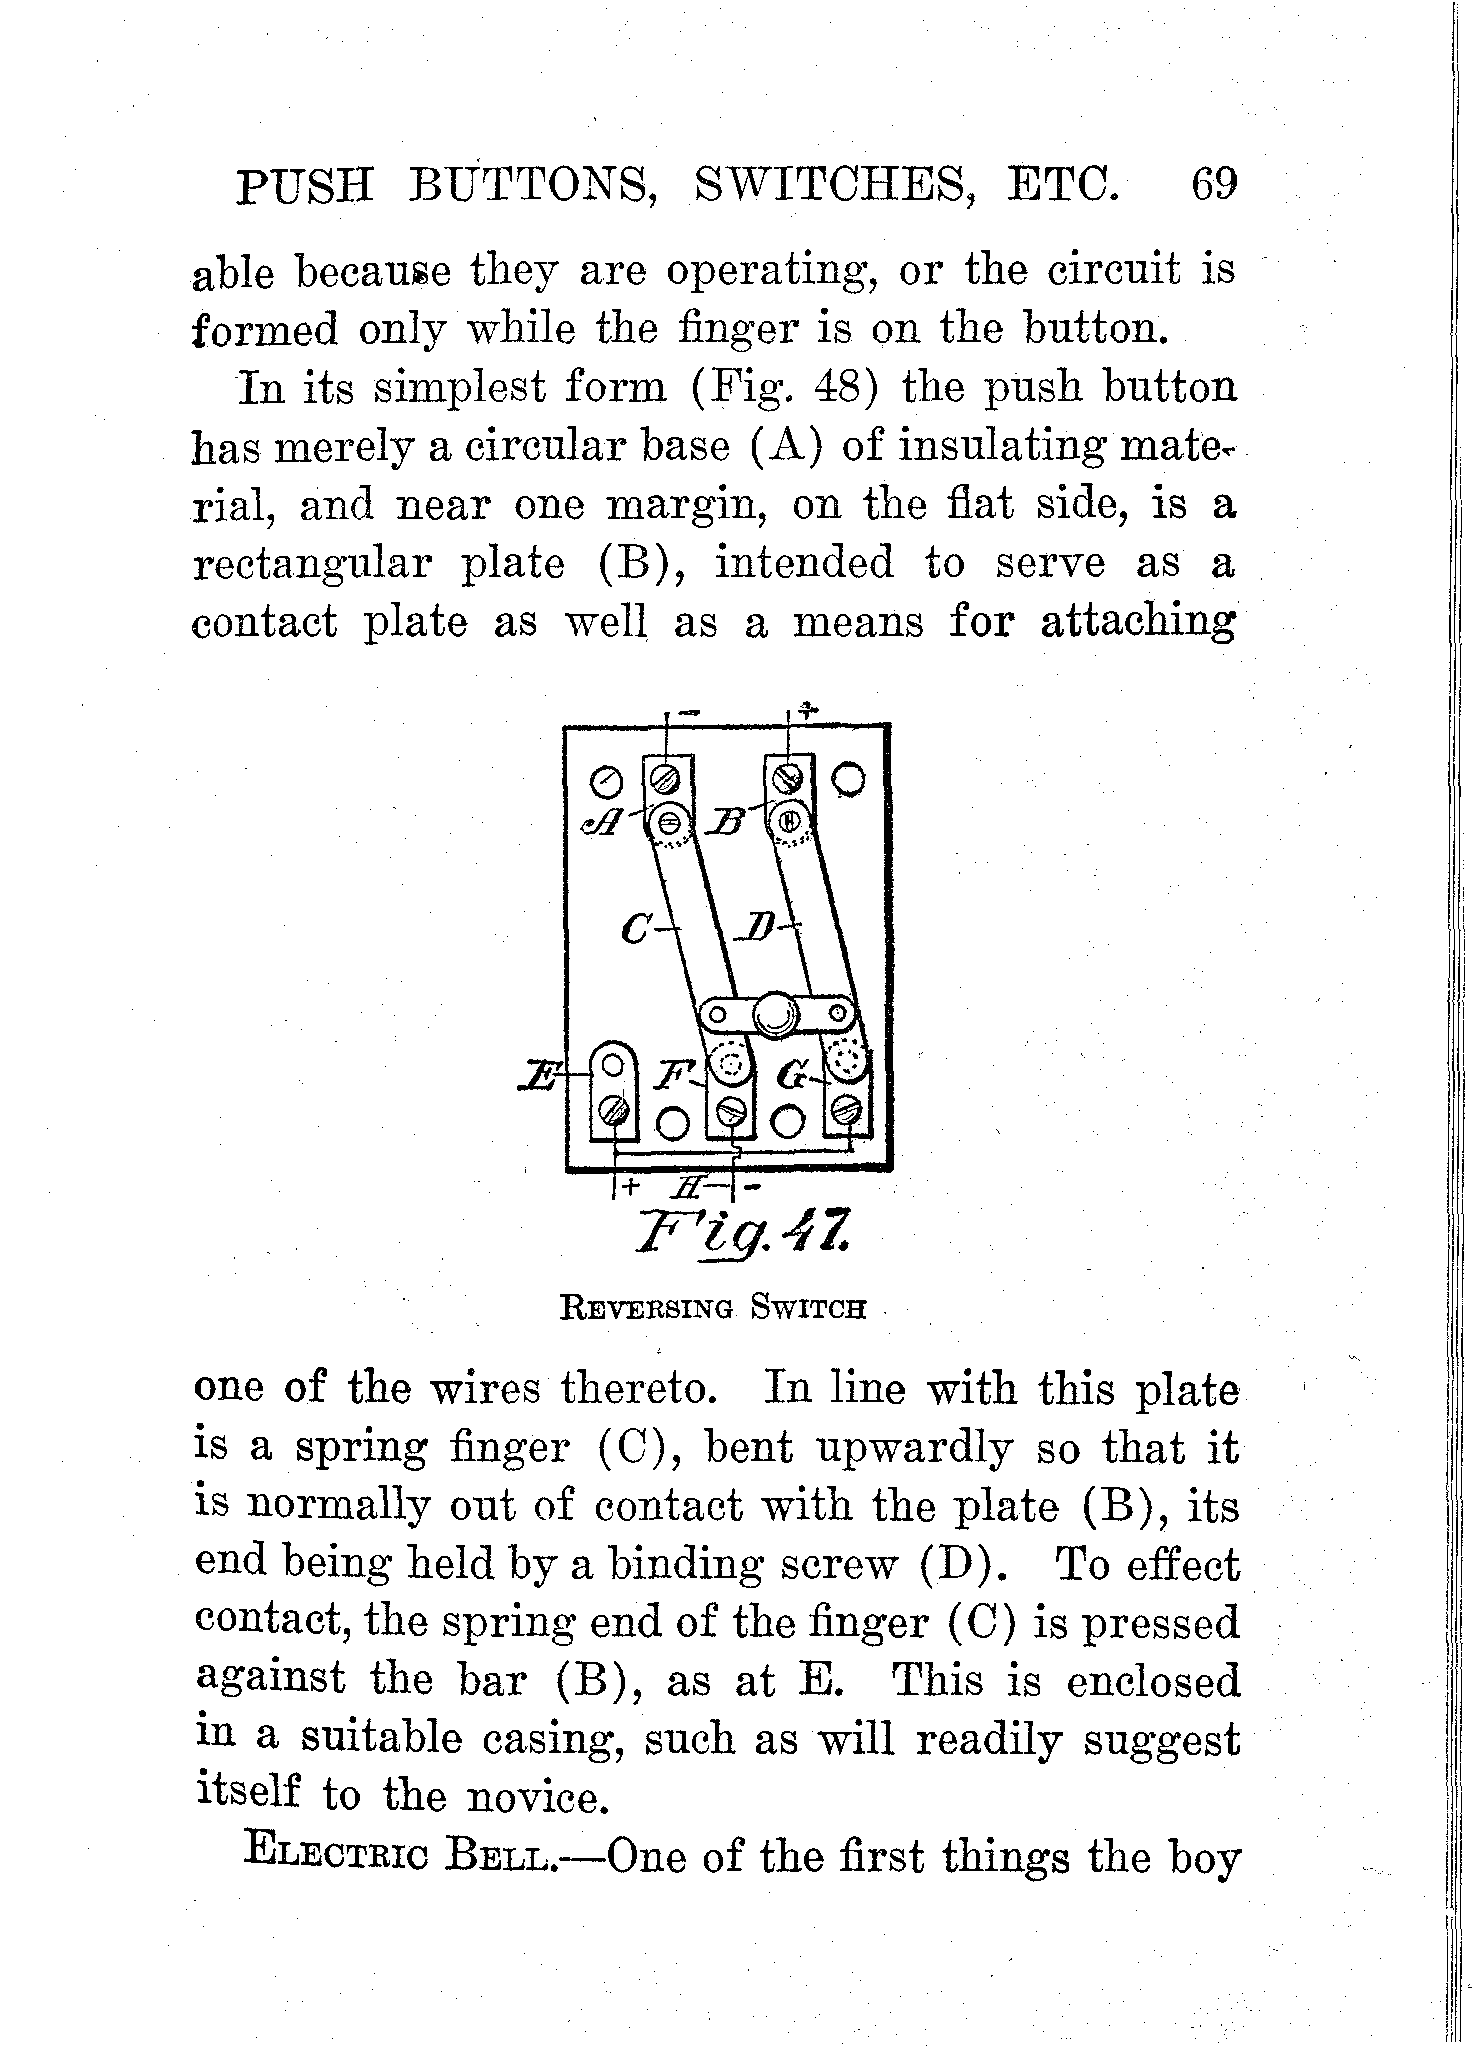 PUSH BUTTONS, SWITCHES, ETC. 69
able because they are operating, or the circuit is
formed only while the finger is on the button.
In its simplest form (Fig. 48) the push button
has merely a circular base (A) of insulating mate-
rial, and near one margin, on the flat side, is a
rectangular plate (B), intended to serve as a
contact plate as well as a means for attaching
- +
A B
C D
E F G
+ H -
Fig. 47.
REVERSING SWITCH
one of the wires thereto. In line with this plate
is a spring finger (C), bent upwardly so that it
is normally out of contact with the plate (B), its
end being held by a binding screw (D). To effect
contact, the spring end of the finger (C) is pressed
against the bar (B), as at E. This is enclosed
in a suitable casing, such as will readily suggest
itself to the novice.
ELECTRIC BELL.—One of the first things the boy